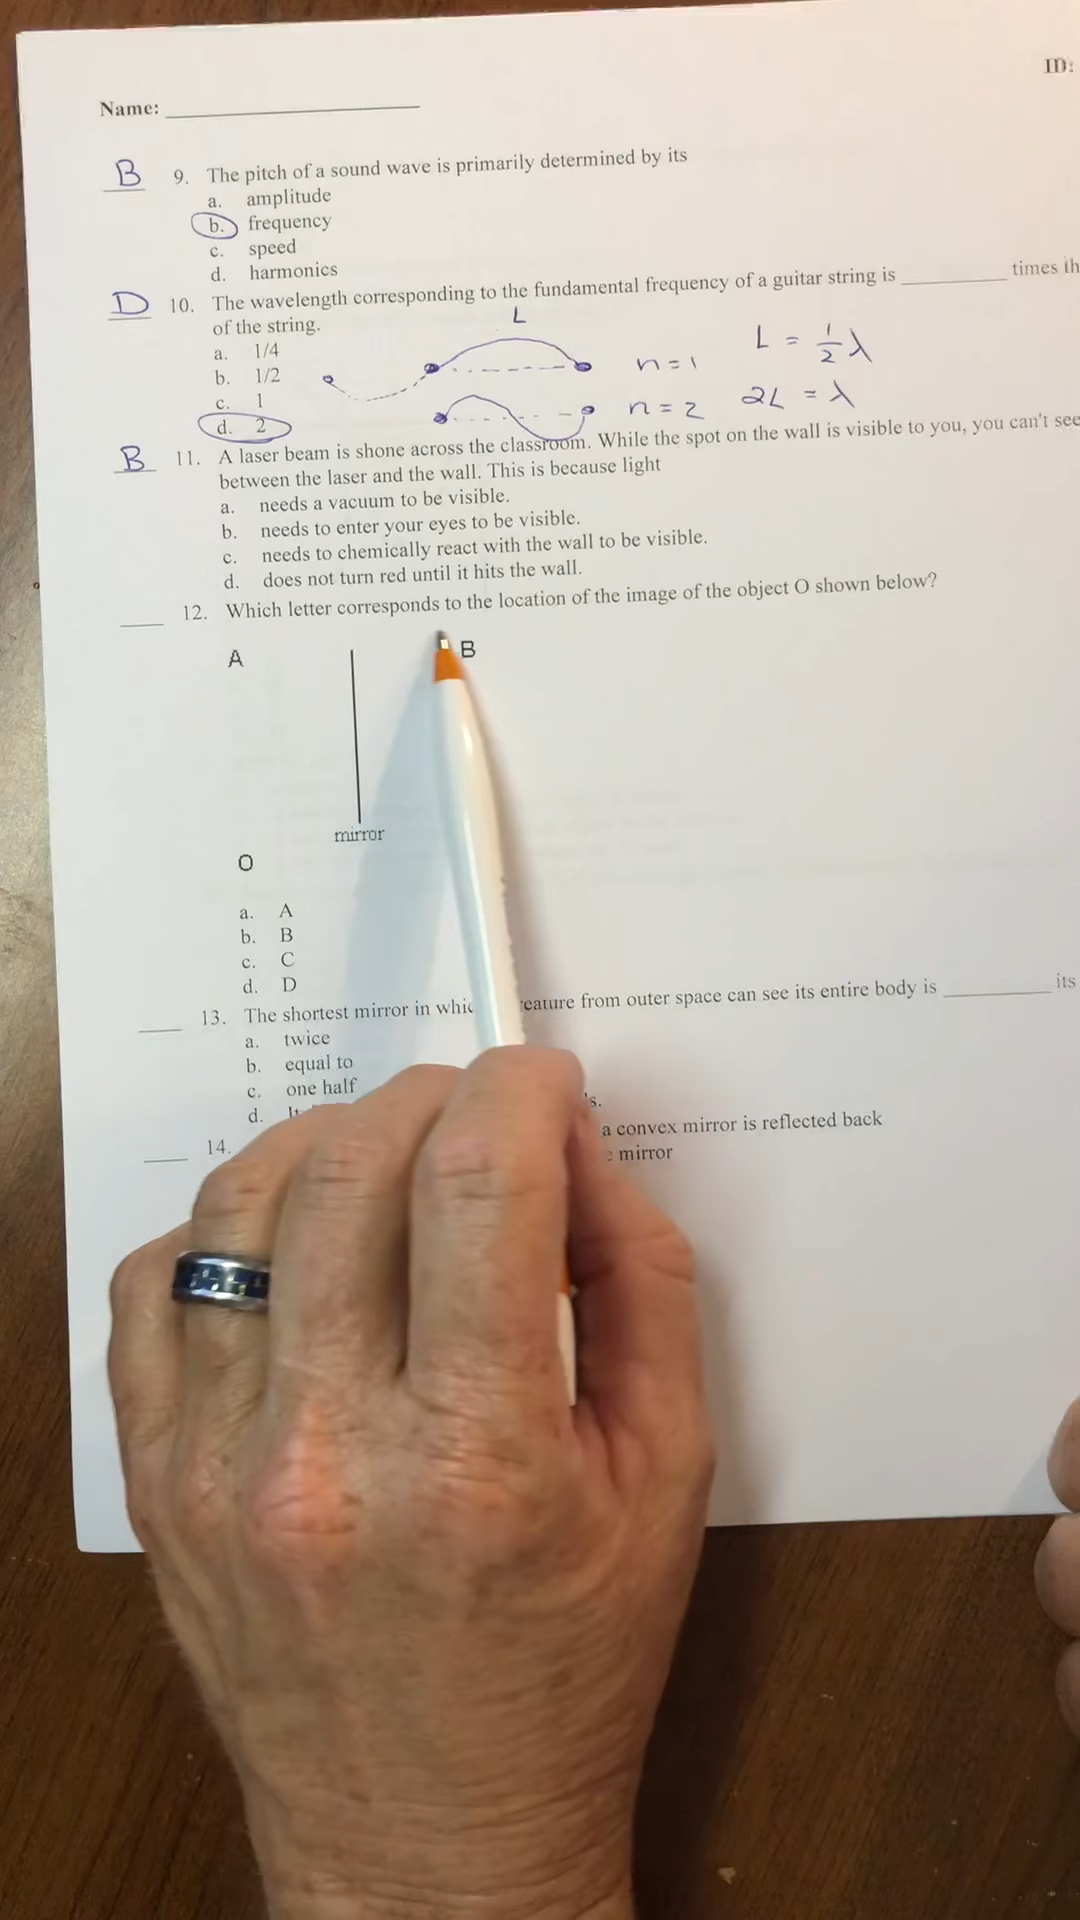 ID:
Name:
B 9. The pitch of a sound wave is primarily determined by its
a. amplitude
b. frequency
c. speed
d. harmonics
D 10. The wavelength corresponding to the fundamental frequency of a guitar string is ________ times
of the string.
L
a. 1/4
b. 1/2
c. 1
d. 2
n=1 L = 1/2 λ
n=2 2L = λ
B 11. A laser beam is shone across the classroom. While the spot on the wall is visible to you, you can't see
between the laser and the wall. This is because light
a. needs a vacuum to be visible.
b. needs to enter your eyes to be visible.
c. needs to chemically react with the wall to be visible.
d. does not turn red until it hits the wall.
12. Which letter corresponds to the location of the image of the object O shown below?
A B
mirror
O
a. A
b. B
c. C
d. D
13. The shortest mirror in which creature from outer space can see its entire body is ________ its
a. twice
b. equal to
c. one half
d.
14. a convex mirror is reflected back
mirror